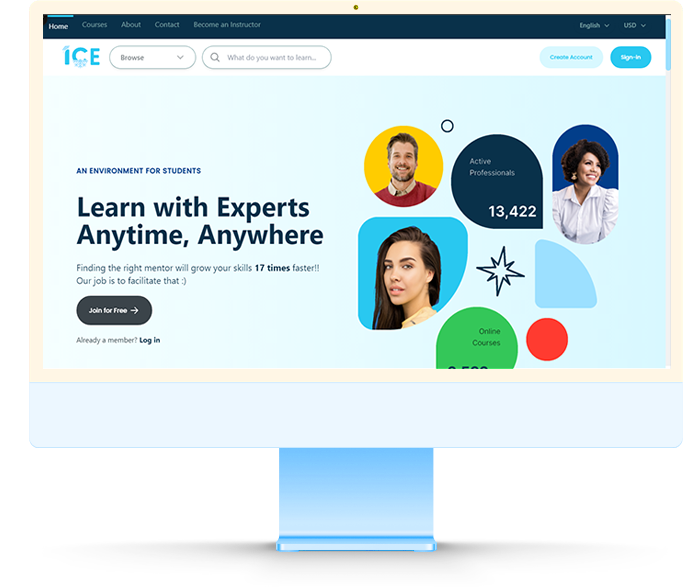 Home Courses About Contact Become an Instructor English USD
ICE Browse What do you want to learn... Create Account Sign-In
AN ENVIRONMENT FOR STUDENTS
Learn with Experts
Anytime, Anywhere
Finding the right mentor will grow your skills 17 times faster!!
Our job is to facilitate that :)
Join for Free →
Already a member? Log in
Active
Professionals
13,422
Online
Courses